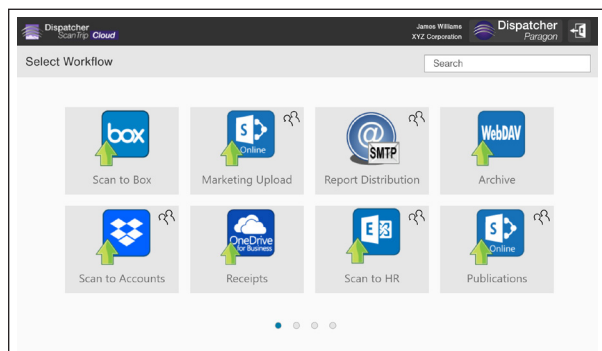 Dispatcher
ScanTrip Cloud
James Williams
XYZ Corporation
Dispatcher
Paragon
Select Workflow
Search
box
Scan to Box
S
Online
Marketing Upload
@
SMTP
Report Distribution
WebDAV
Archive
Scan to Accounts
OneDrive
for Business
Receipts
E
Scan to HR
S
Online
Publications